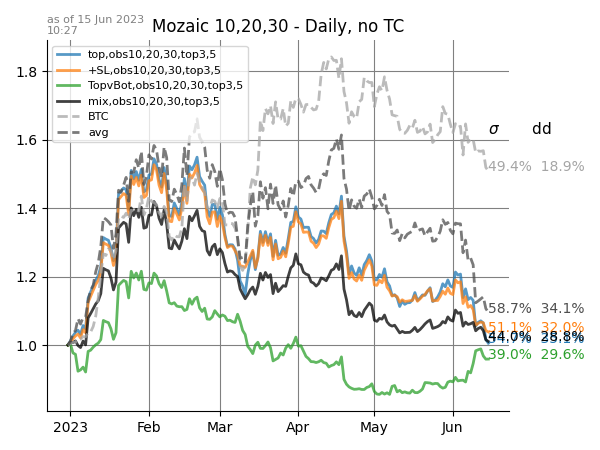 as of 15 Jun 2023
10:27
Mozaic 10,20,30 - Daily, no TC
top,obs10,20,30,top3,5
+SL,obs10,20,30,top3,5
TopvBot,obs10,20,30,top3,5
mix,obs10,20,30,top3,5
BTC
avg
1.8
1.6
1.4
1.2
1.0
σ dd
49.4% 18.9%
58.7% 34.1%
51.1% 32.0%
44.0% 28.8%
39.0% 29.6%
2023 Feb Mar Apr May Jun